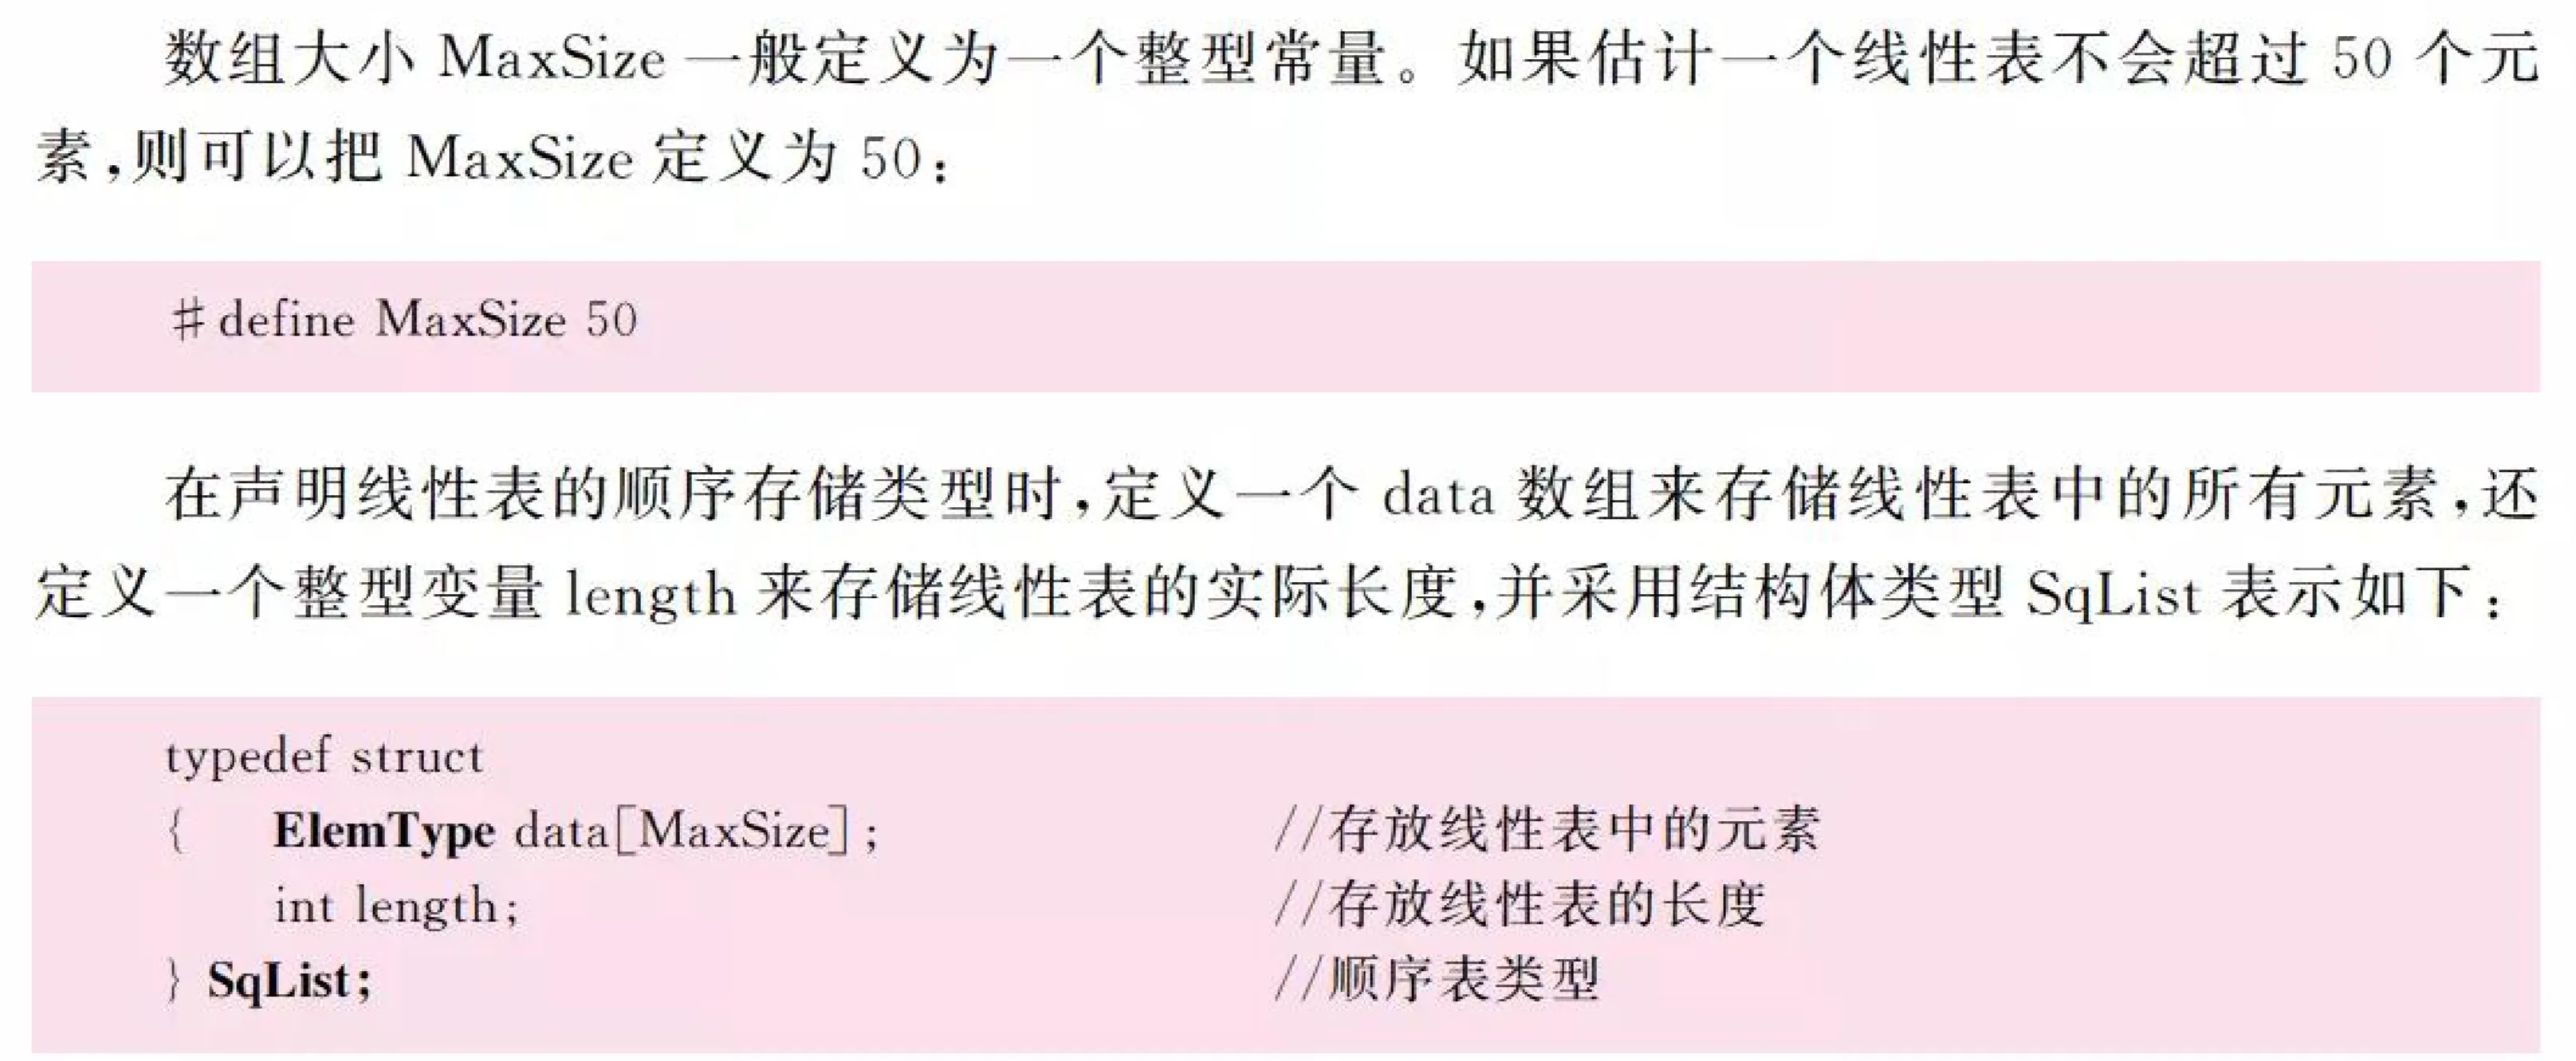 数组大小 MaxSize 一般定义为一个整型常量。如果估计一个线性表不会超过 50 个元
素,则可以把 MaxSize 定义为 50:
#define MaxSize 50
在声明线性表的顺序存储类型时,定义一个 data 数组来存储线性表中的所有元素,还
定义一个整型变量 length 来存储线性表的实际长度,并采用结构体类型 SqList 表示如下:
typedef struct
{ ElemType data[MaxSize]; //存放线性表中的元素
int length; //存放线性表的长度
} SqList; //顺序表类型